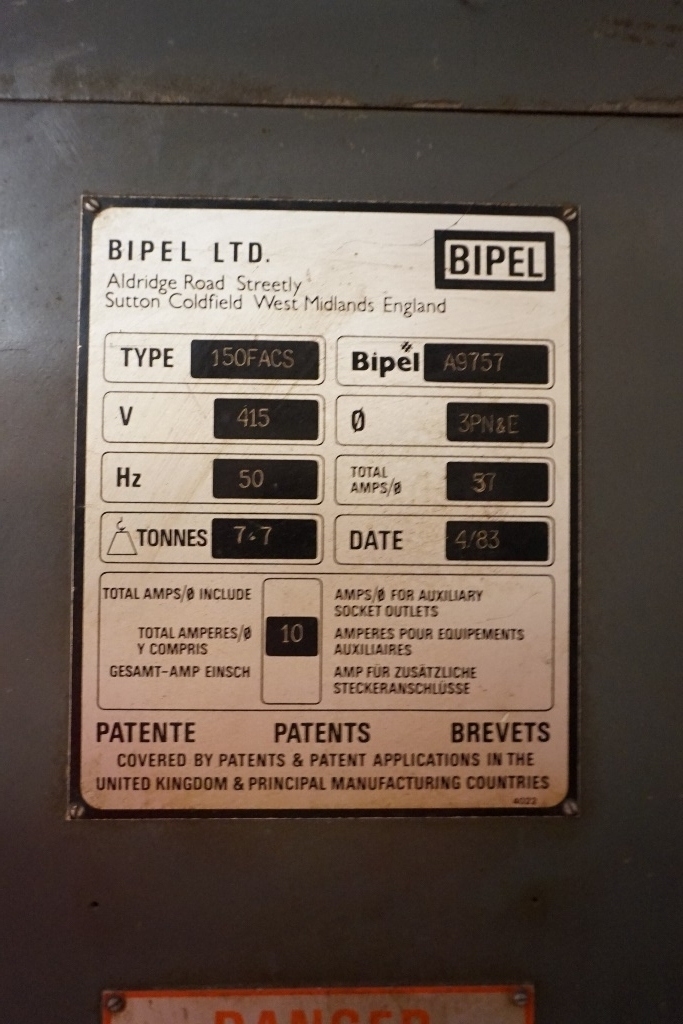 BIPEL LTD.
BIPEL
Aldridge Road Streetly
Sutton Coldfield West Midlands England
TYPE 150FACS
Bipel A9757
V 415
Ø 3PN&E
Hz 50
TOTAL AMPS/Ø 37
TONNES 7.7
DATE 4/83
TOTAL AMPS/Ø INCLUDE
TOTAL AMPERES/Ø
Y COMPRIS
GESAMT-AMP EINSCH
10
AMPS/Ø FOR AUXILIARY
SOCKET OUTLETS
AMPERES POUR EQUIPEMENTS
AUXILIAIRES
AMP FÜR ZUSÄTZLICHE
STECKERANSCHLÜSSE
PATENTE PATENTS BREVETS
COVERED BY PATENTS & PATENT APPLICATIONS IN THE
UNITED KINGDOM & PRINCIPAL MANUFACTURING COUNTRIES
4022
DANGER